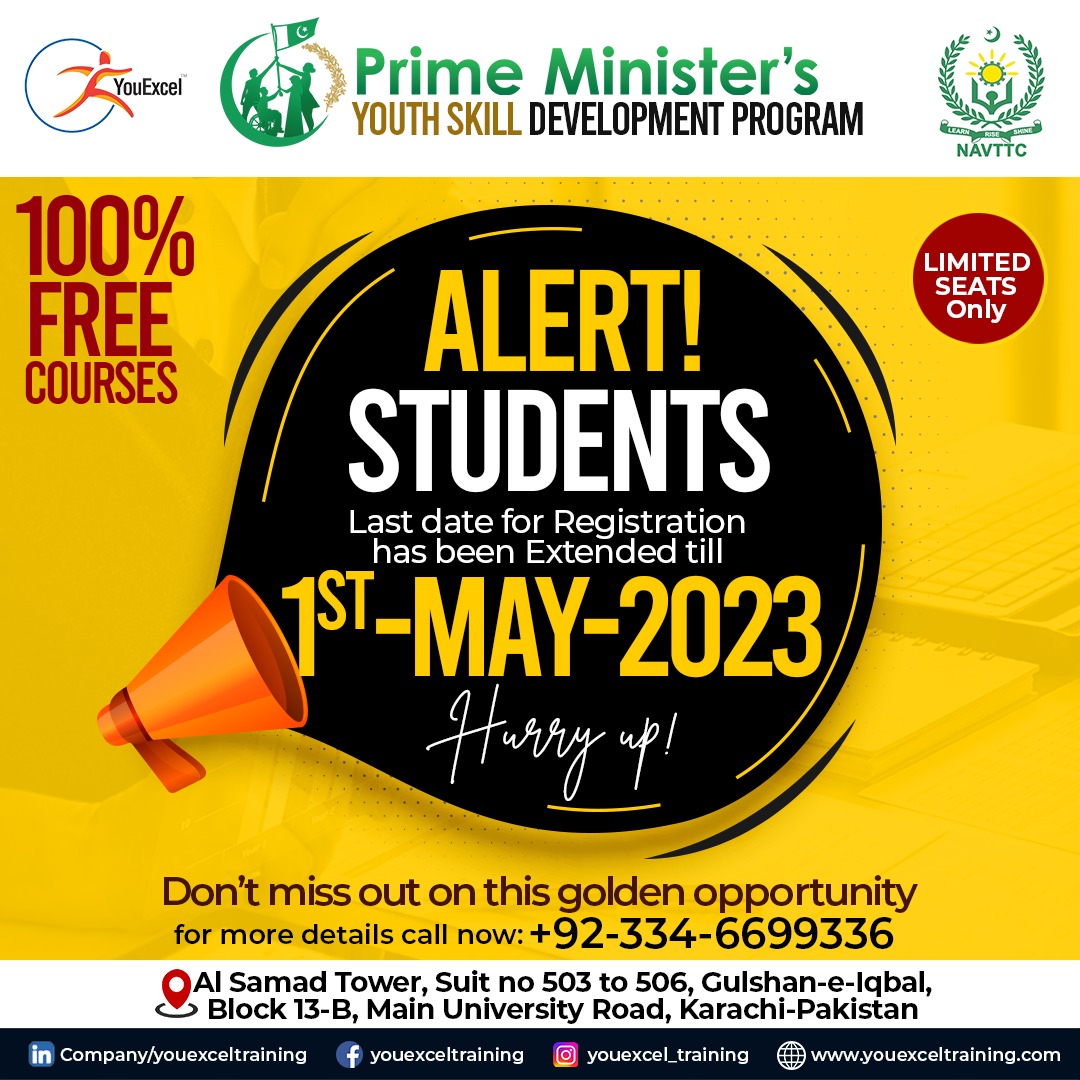 YouExcel™
Prime Minister's
YOUTH SKILL DEVELOPMENT PROGRAM
LEARN RISE SHINE
NAVTTC
100%
FREE
COURSES
LIMITED
SEATS
Only
ALERT!
STUDENTS
Last date for Registration
has been Extended till
1ST-MAY-2023
Hurry up!
Don't miss out on this golden opportunity
for more details call now: +92-334-6699336
Al Samad Tower, Suit no 503 to 506, Gulshan-e-Iqbal,
Block 13-B, Main University Road, Karachi-Pakistan
in Company/youexceltraining f youexceltraining youexcel_training www.youexceltraining.com